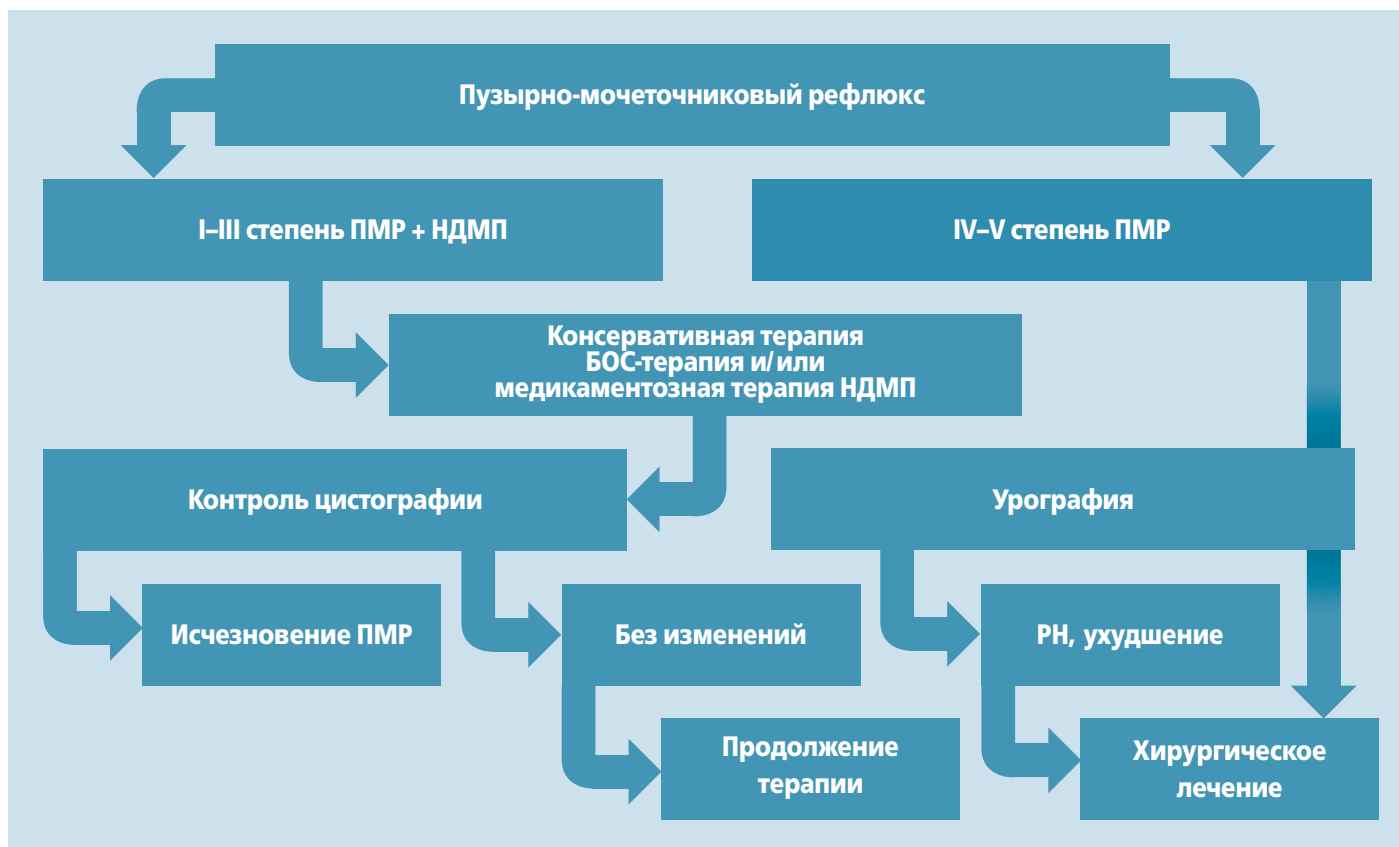 Пузырно-мочеточниковый рефлюкс
I–III степень ПМР + НДМП
IV–V степень ПМР
Консервативная терапия
БОС-терапия и/или
медикаментозная терапия НДМП
Контроль цистографии
Урография
Исчезновение ПМР
Без изменений
РН, ухудшение
Продолжение
терапии
Хирургическое
лечение